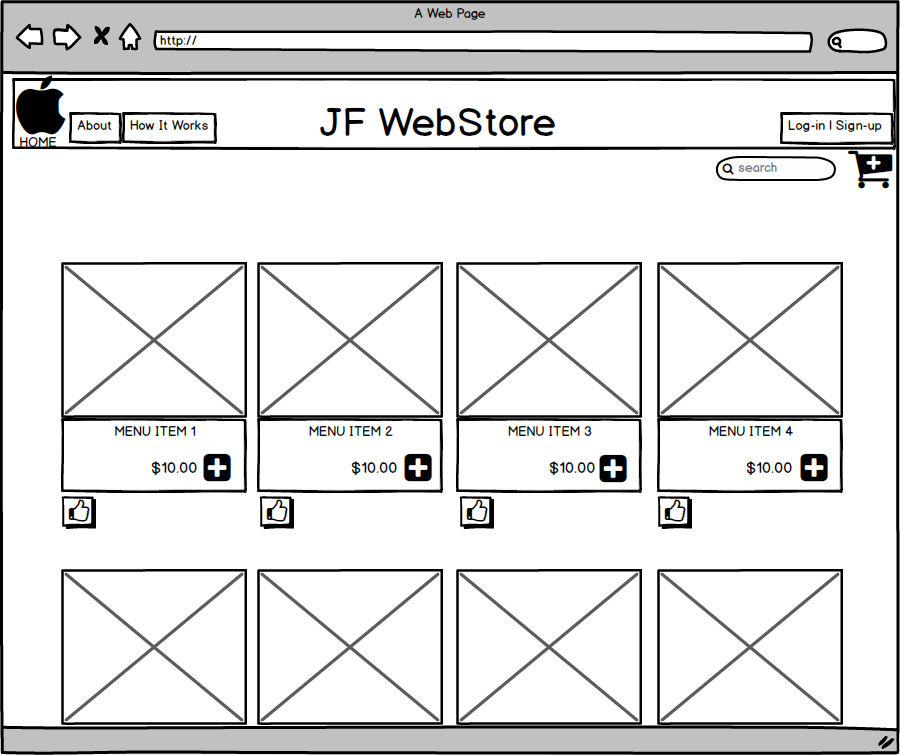 A Web Page
http://
JF WebStore
HOME
About
How It Works
Log-in | Sign-up
search
MENU ITEM 1
$10.00
MENU ITEM 2
$10.00
MENU ITEM 3
$10.00
MENU ITEM 4
$10.00